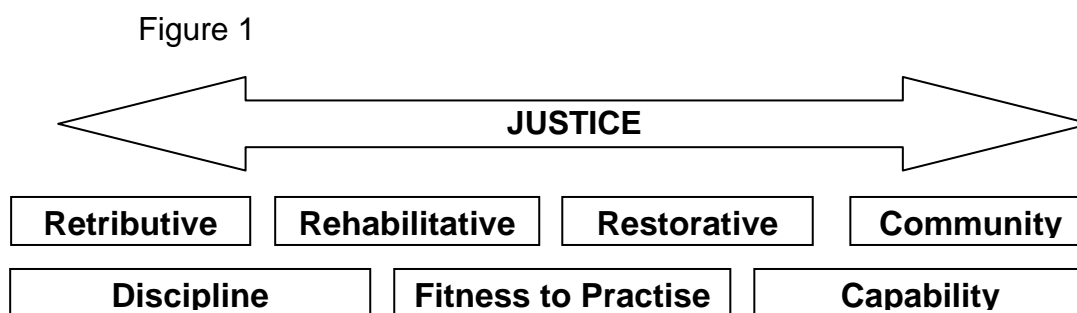 Figure 1
JUSTICE
Retributive Rehabilitative Restorative Community
Discipline Fitness to Practise Capability